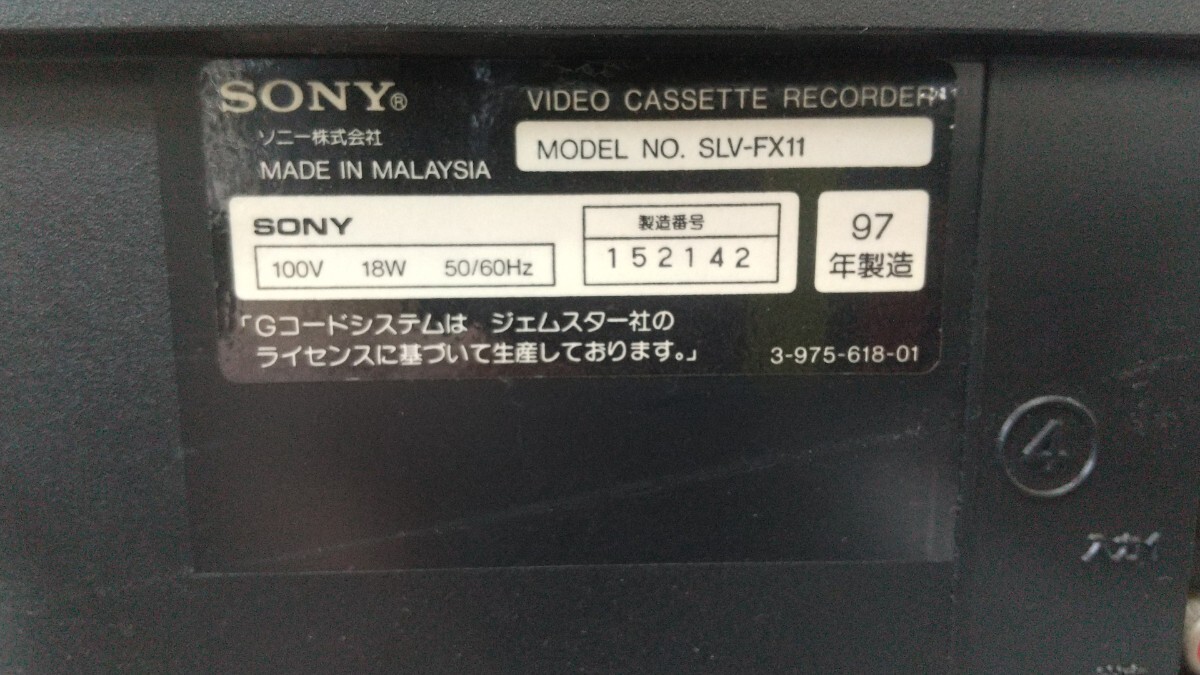 SONY®
VIDEO CASSETTE RECORDER
ソニー株式会社
MODEL NO. SLV-FX11
MADE IN MALAYSIA
SONY
製造番号
97
100V 18W 50/60Hz
152142
年製造
「Gコードシステムは ジェムスター社の
ライセンスに基づいて生産しております。」
3-975-618-01
4